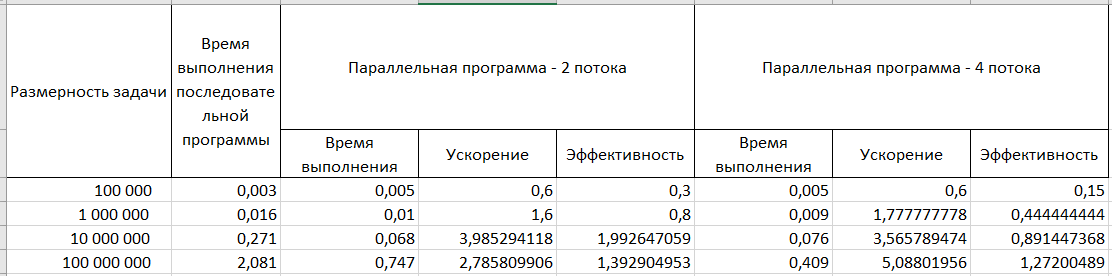 Размерность задачи
Время
выполнения
последовате
льной
программы
Параллельная программа - 2 потока
Параллельная программа - 4 потока
Время
выполнения
Ускорение
Эффективность
Время
выполнения
Ускорение
Эффективность
100 000 0,003 0,005 0,6 0,3 0,005 0,6 0,15
1 000 000 0,016 0,01 1,6 0,8 0,009 1,777777778 0,444444444
10 000 000 0,271 0,068 3,985294118 1,992647059 0,076 3,565789474 0,891447368
100 000 000 2,081 0,747 2,785809906 1,392904953 0,409 5,08801956 1,27200489